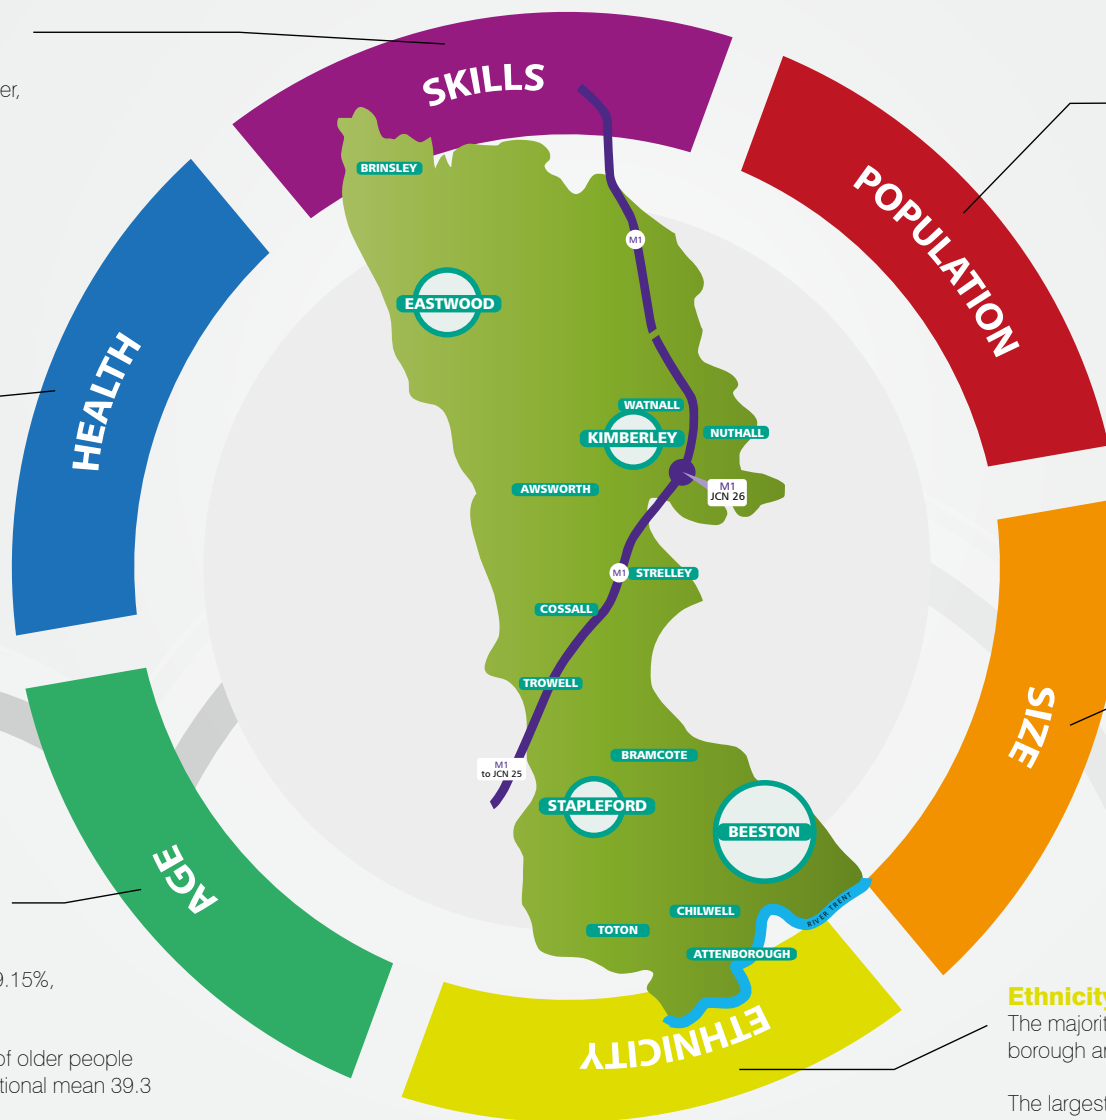 SKILLS
er,
POPULATION
HEALTH
SIZE
AGE
ETHNICITY
BRINSLEY
M1
EASTWOOD
WATNALL
KIMBERLEY
NUTHALL
AWSWORTH
M1
JCN 26
M1
STRELLEY
COSSALL
TROWELL
BRAMCOTE
M1
to JCN 25
STAPLEFORD
BEESTON
CHILWELL
RIVER TRENT
TOTON
ATTENBOROUGH
9.15%,
of older people
tional mean 39.3
Ethnicity
The majorit
borough an
The largest